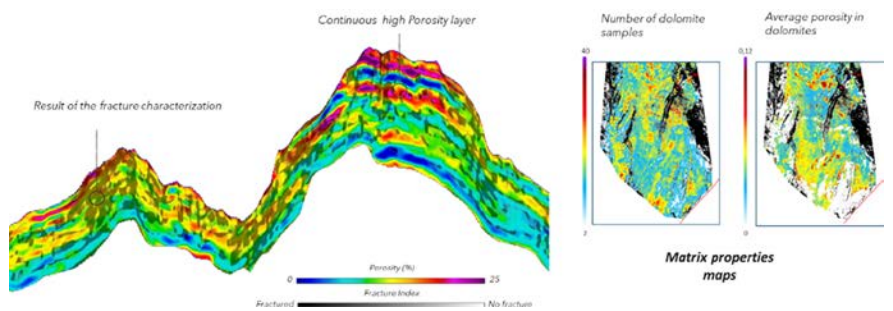 Continuous high Porosity layer
Result of the fracture characterization
Porosity (%)
0
25
Fracture Index
Fractured
No fracture
Number of dolomite
samples
40
Average porosity in
dolomites
0,12
0
Matrix properties
maps